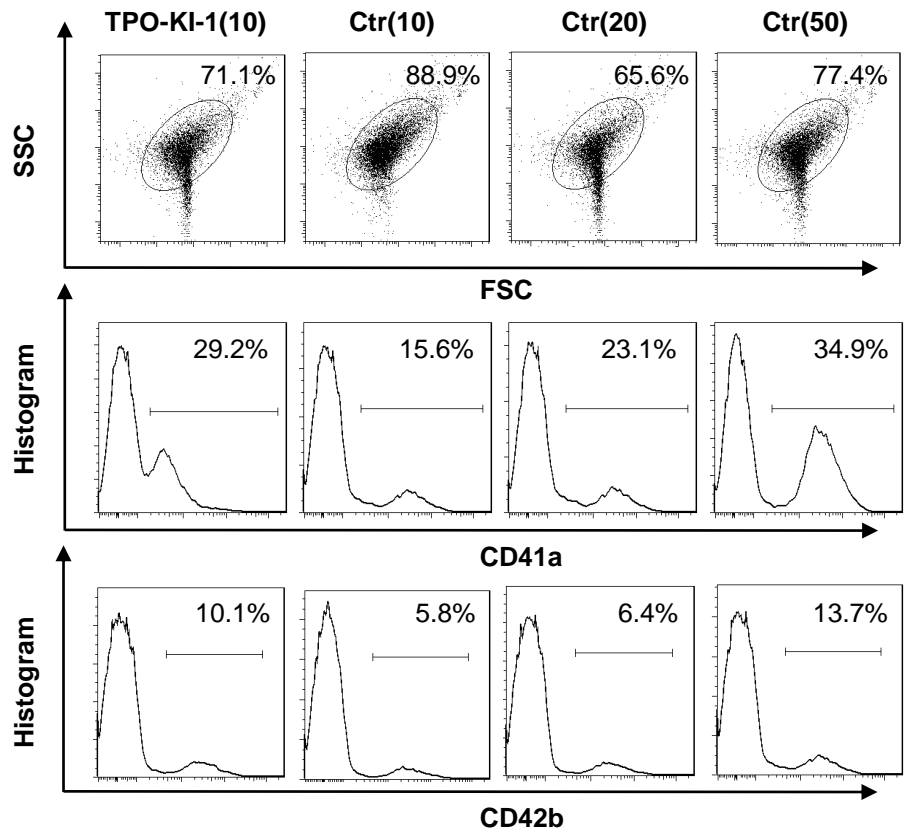 TPO-KI-1(10) Ctr(10) Ctr(20) Ctr(50)
SSC
71.1% 88.9% 65.6% 77.4%
FSC
Histogram
29.2% 15.6% 23.1% 34.9%
CD41a
Histogram
10.1% 5.8% 6.4% 13.7%
CD42b